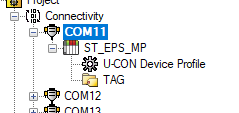 Project
Connectivity
COM11
ST_EPS_MP
U-CON Device Profile
TAG
COM12
COM13